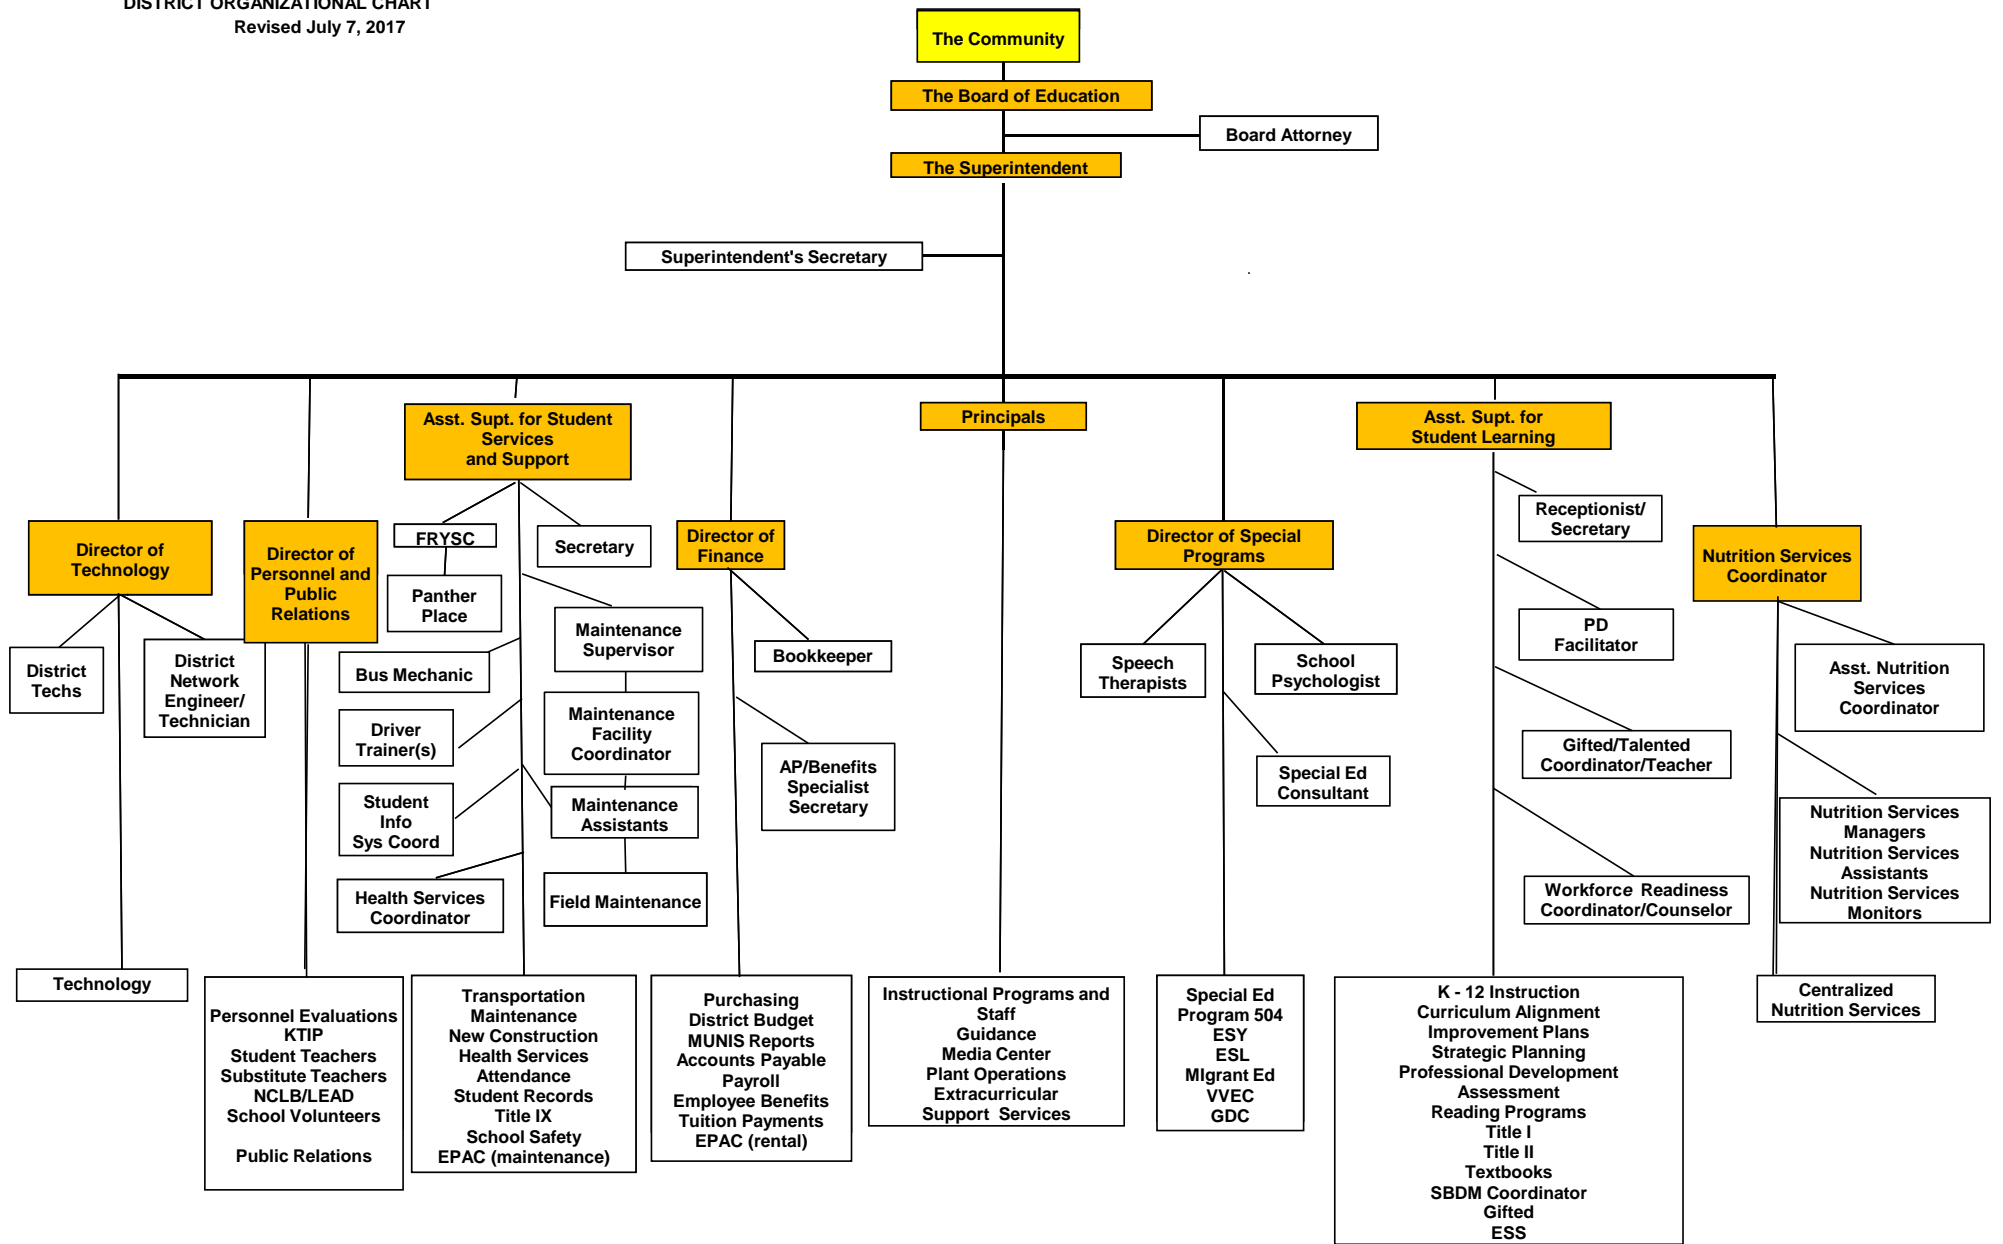 DISTRICT ORGANIZATIONAL CHART
Revised July 7, 2017
The Community
The Board of Education
Board Attorney
The Superintendent
Superintendent's Secretary
Asst. Supt. for Student
Services
and Support
Principals
Asst. Supt. for
Student Learning
Director of
Technology
Director of
Personnel and
Public
Relations
FRYSC
Secretary
Director of
Finance
Director of Special
Programs
Receptionist/
Secretary
Nutrition Services
Coordinator
Panther
Place
Maintenance
Supervisor
Bookkeeper
Speech
Therapists
School
Psychologist
PD
Facilitator
Asst. Nutrition
Services
Coordinator
District
Techs
District
Network
Engineer/
Technician
Bus Mechanic
Driver
Trainer(s)
Maintenance
Facility
Coordinator
AP/Benefits
Specialist
Secretary
Special Ed
Consultant
Gifted/Talented
Coordinator/Teacher
Student
Info
Sys Coord
Maintenance
Assistants
Nutrition Services
Managers
Nutrition Services
Assistants
Nutrition Services
Monitors
Health Services
Coordinator
Field Maintenance
Workforce Readiness
Coordinator/Counselor
Technology
Personnel Evaluations
KTIP
Student Teachers
Substitute Teachers
NCLB/LEAD
School Volunteers
Public Relations
Transportation
Maintenance
New Construction
Health Services
Attendance
Student Records
Title IX
School Safety
EPAC (maintenance)
Purchasing
District Budget
MUNIS Reports
Accounts Payable
Payroll
Employee Benefits
Tuition Payments
EPAC (rental)
Instructional Programs and
Staff
Guidance
Media Center
Plant Operations
Extracurricular
Support Services
Special Ed
Program 504
ESY
ESL
MIgrant Ed
VVEC
GDC
K - 12 Instruction
Curriculum Alignment
Improvement Plans
Strategic Planning
Professional Development
Assessment
Reading Programs
Title I
Title II
Textbooks
SBDM Coordinator
Gifted
ESS
Centralized
Nutrition Services